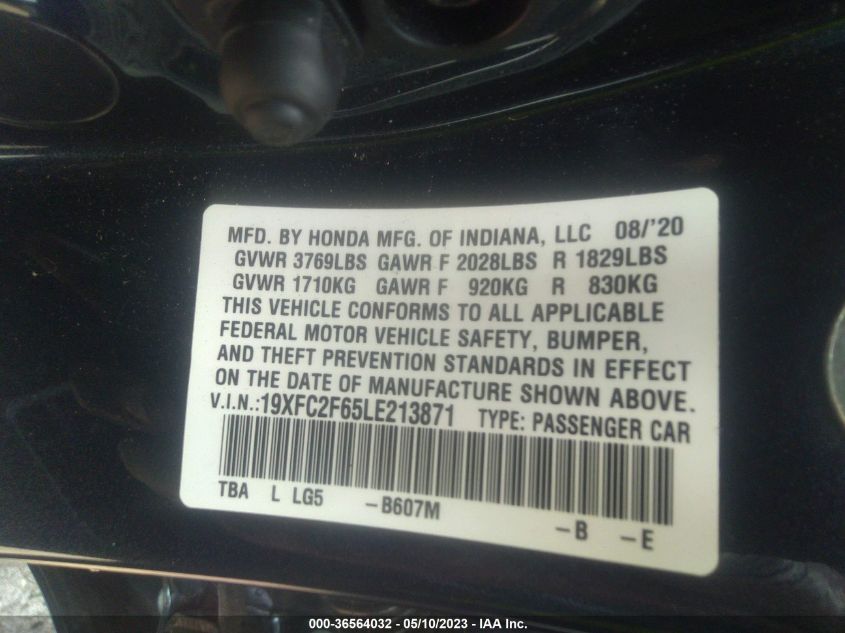 MFD. BY HONDA MFG. OF INDIANA, LLC 08/'20
GVWR 3769LBS GAWR F 2028LBS R 1829LBS
GVWR 1710KG GAWR F 920KG R 830KG
THIS VEHICLE CONFORMS TO ALL APPLICABLE
FEDERAL MOTOR VEHICLE SAFETY, BUMPER,
AND THEFT PREVENTION STANDARDS IN EFFECT
ON THE DATE OF MANUFACTURE SHOWN ABOVE.
V.I.N.:19XFC2F65LE213871 TYPE: PASSENGER CAR
TBA L LG5 -B607M -B -E
000-36564032 - 05/10/2023 - IAA Inc.